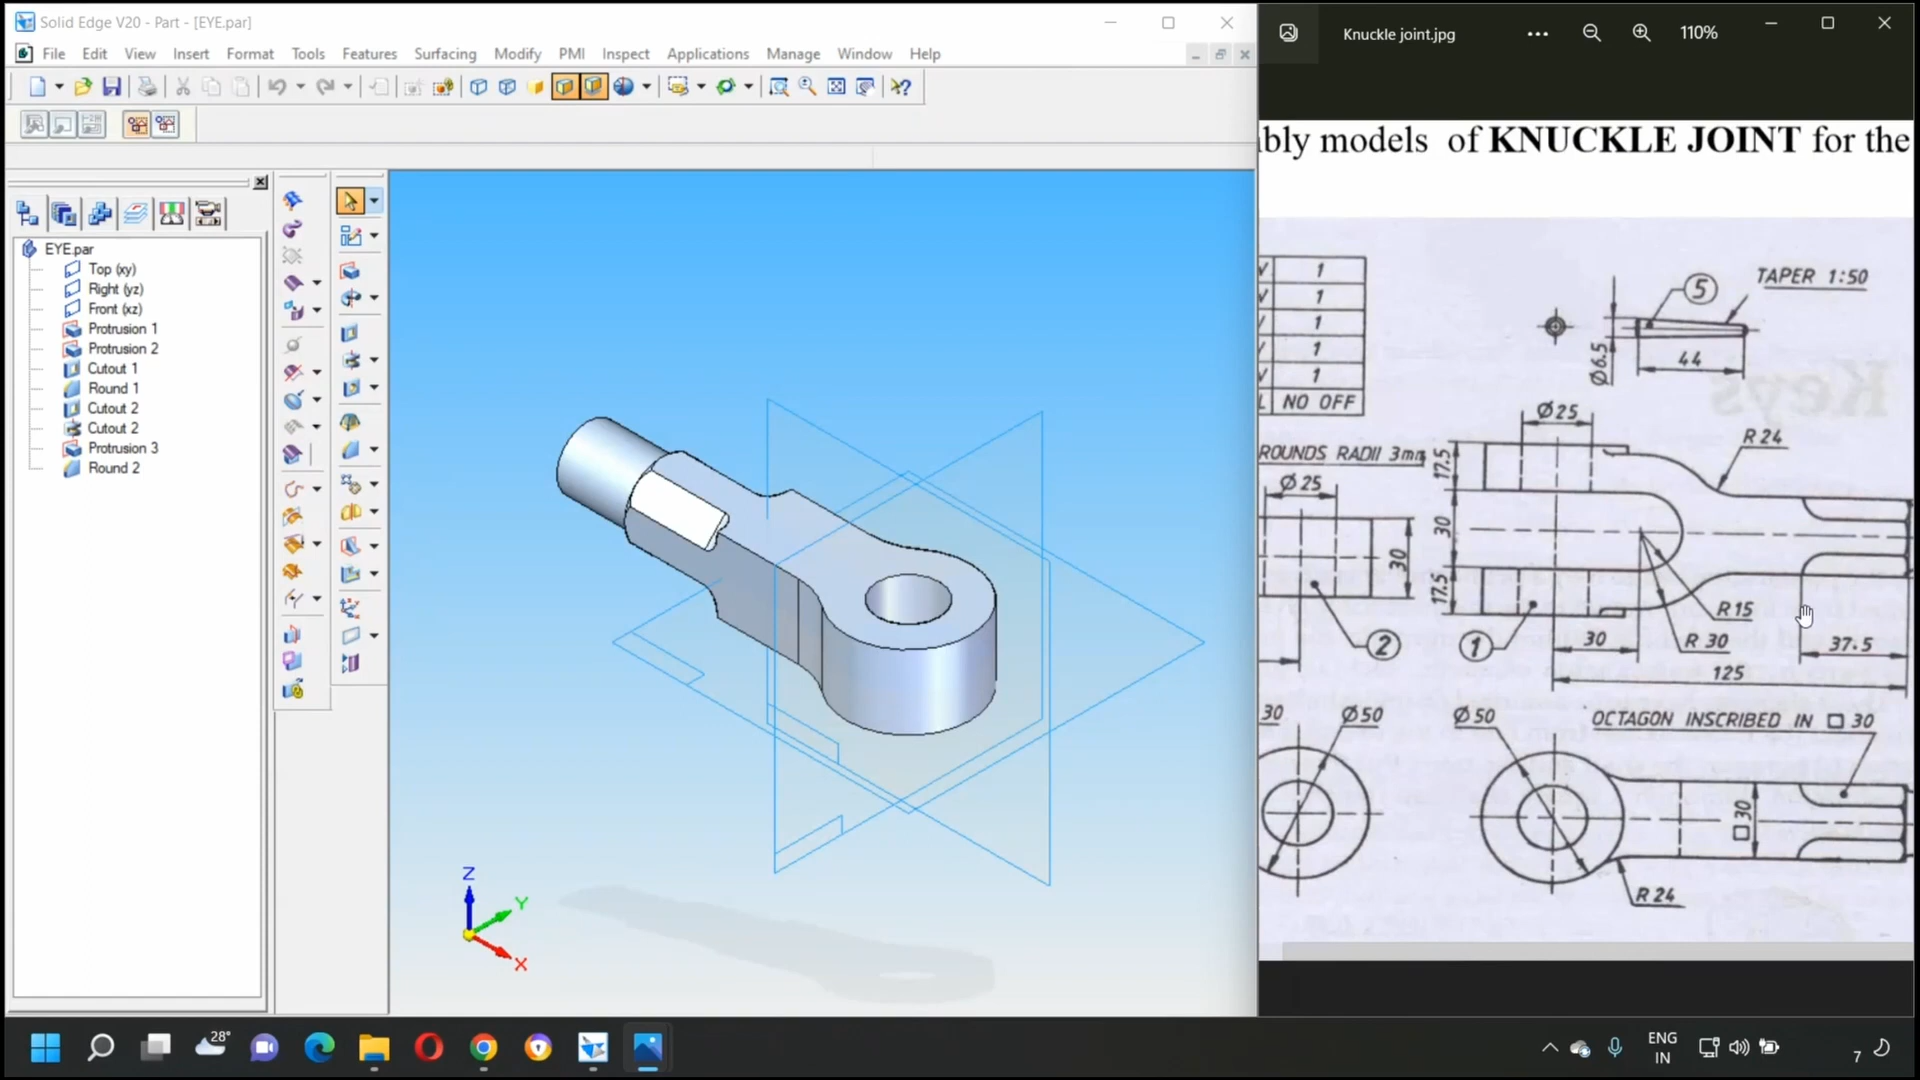 Solid Edge V20 - Part - [EYE.par]
File Edit View Insert Format Tools Features Surfacing Modify PMI Inspect Applications Manage Window Help
EYE.par
Top (xy)
Right (yz)
Front (xz)
Protrusion 1
Protrusion 2
Cutout 1
Round 1
Cutout 2
Cutout 2
Protrusion 3
Round 2
Z
Y
X
Knuckle joint.jpg
110%
bly models of KNUCKLE JOINT for the
1
1
1
1
1
NO OFF
5
TAPER 1:50
Ø6.5
44
Ø25
R 24
ROUNDS RADII 3mm
17.5
Ø25
30
30
17.5
2
1
30
R15
R 30
37.5
125
30
Ø50
Ø50
OCTAGON INSCRIBED IN □ 30
□30
R 24
28°
ENG
IN
7